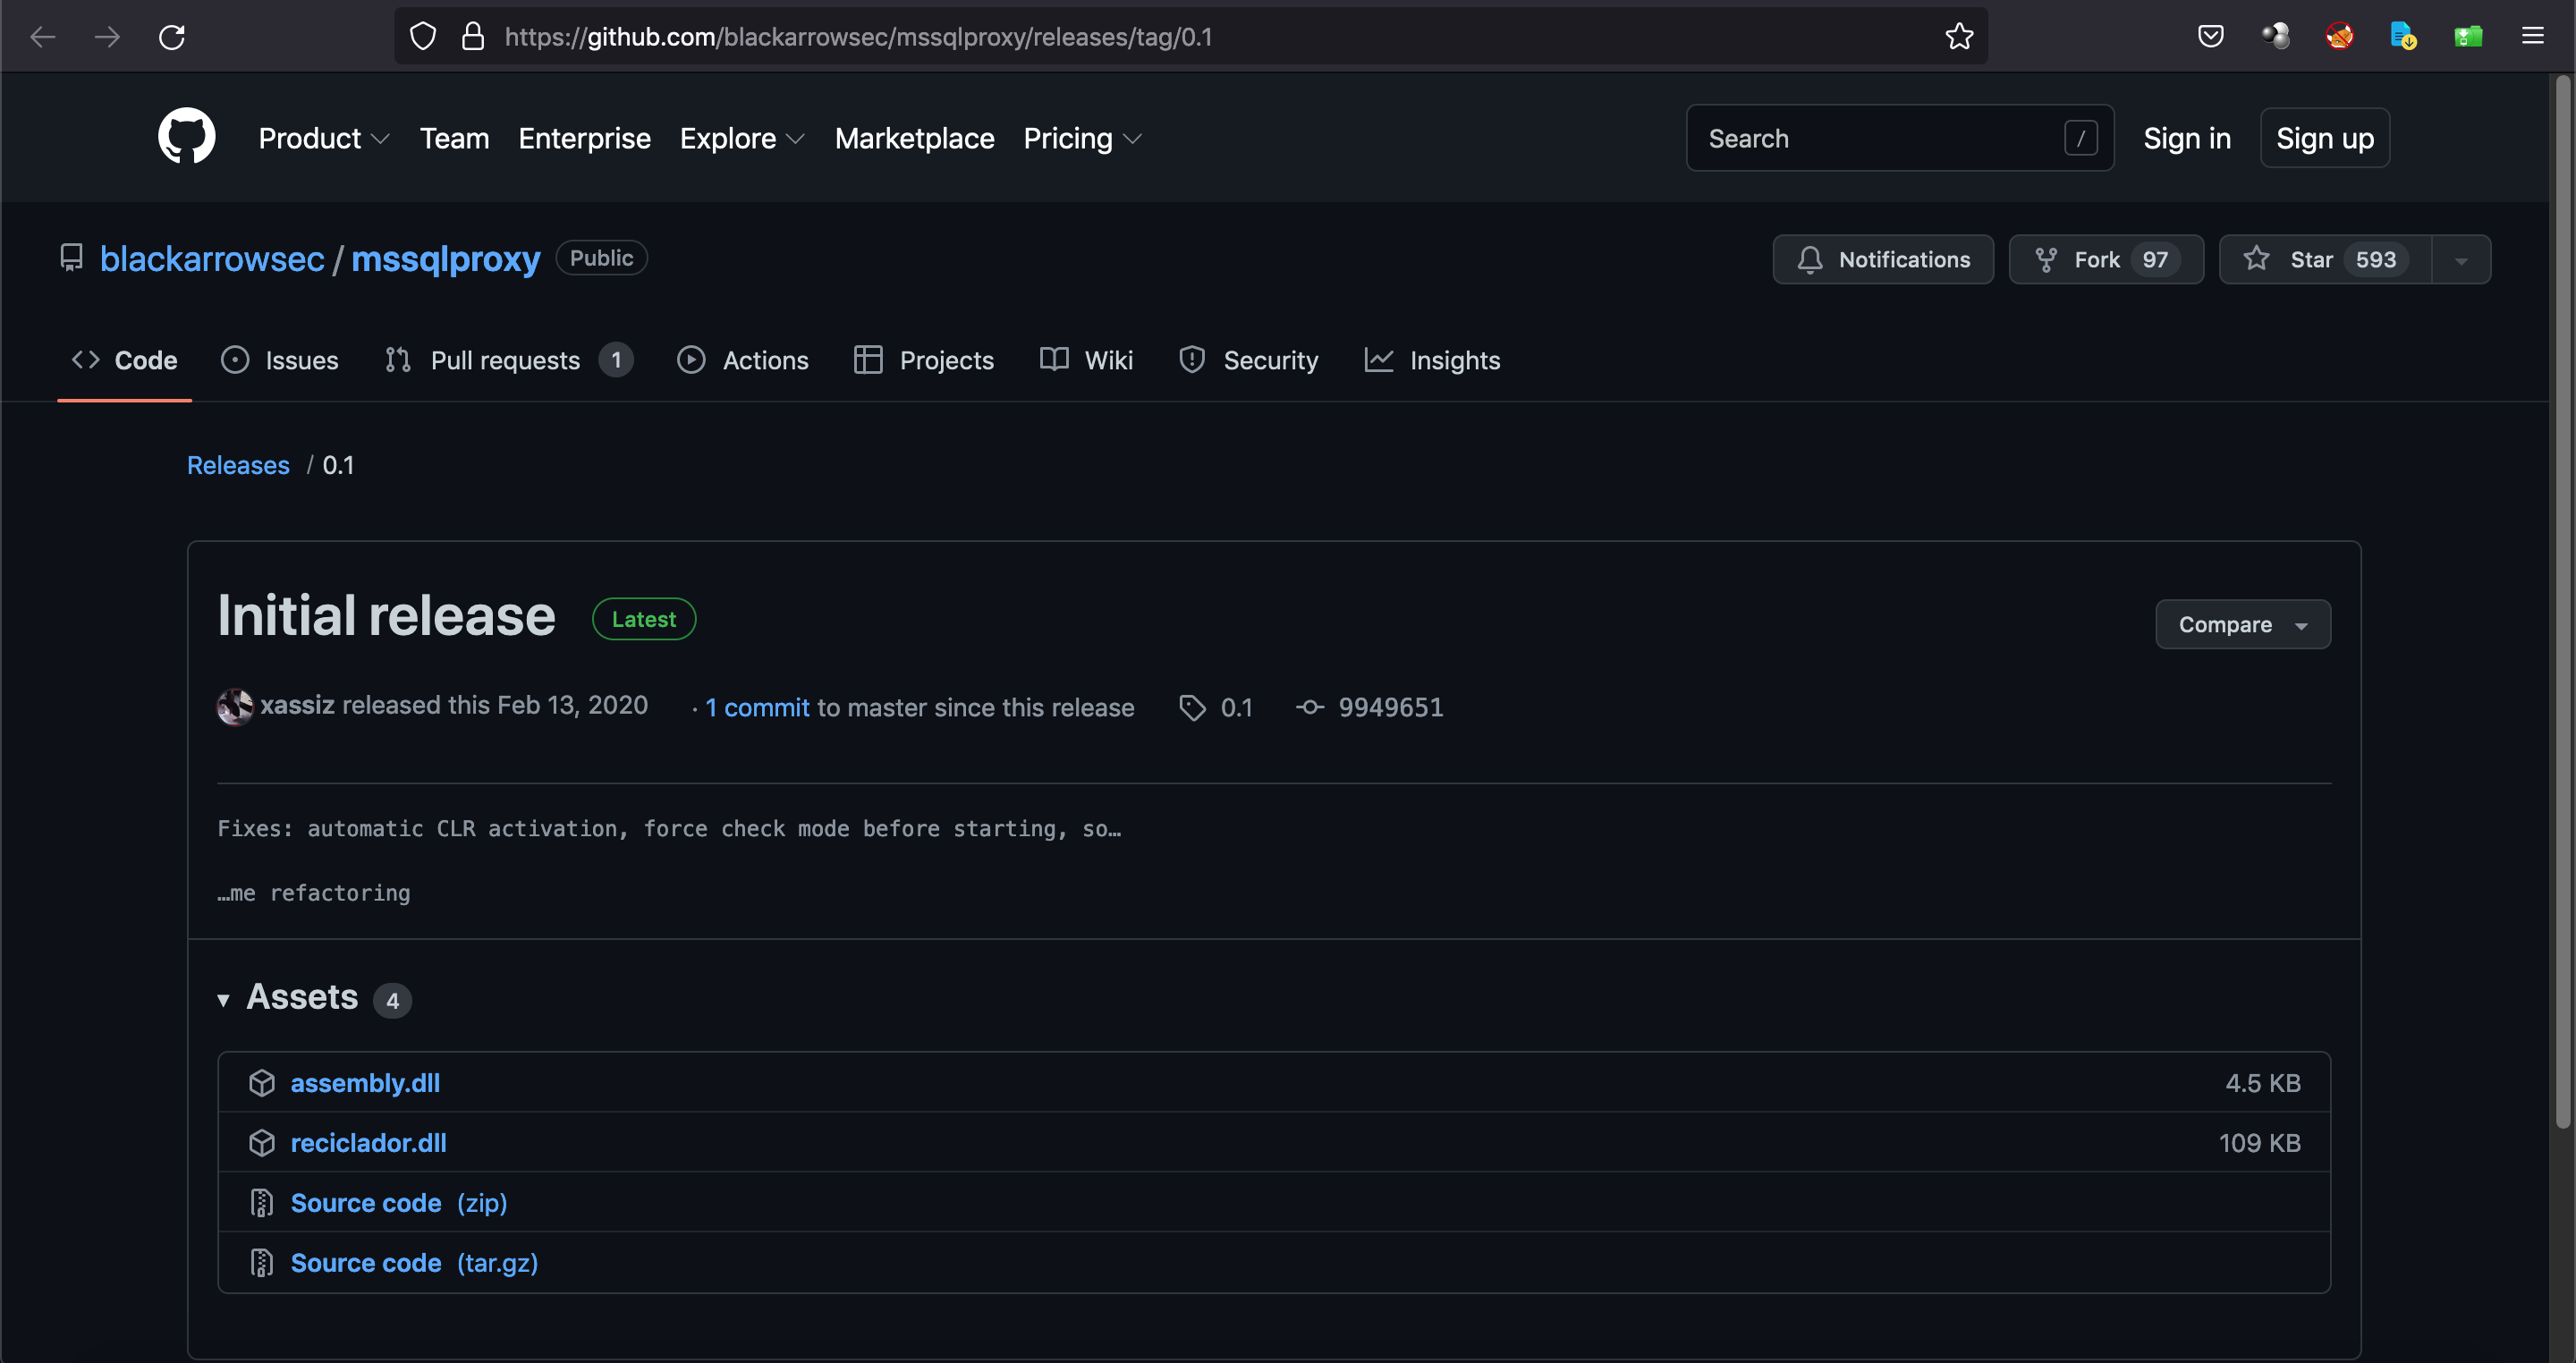 https://github.com/blackarrowsec/mssqlproxy/releases/tag/0.1
Product Team Enterprise Explore Marketplace Pricing Search / Sign in Sign up
blackarrowsec / mssqlproxy Public Notifications Fork 97 Star 593
Code Issues Pull requests 1 Actions Projects Wiki Security Insights
Releases / 0.1
Initial release Latest Compare
xassiz released this Feb 13, 2020 · 1 commit to master since this release 0.1 9949651
Fixes: automatic CLR activation, force check mode before starting, so…
…me refactoring
Assets 4
assembly.dll 4.5 KB
reciclador.dll 109 KB
Source code (zip)
Source code (tar.gz)